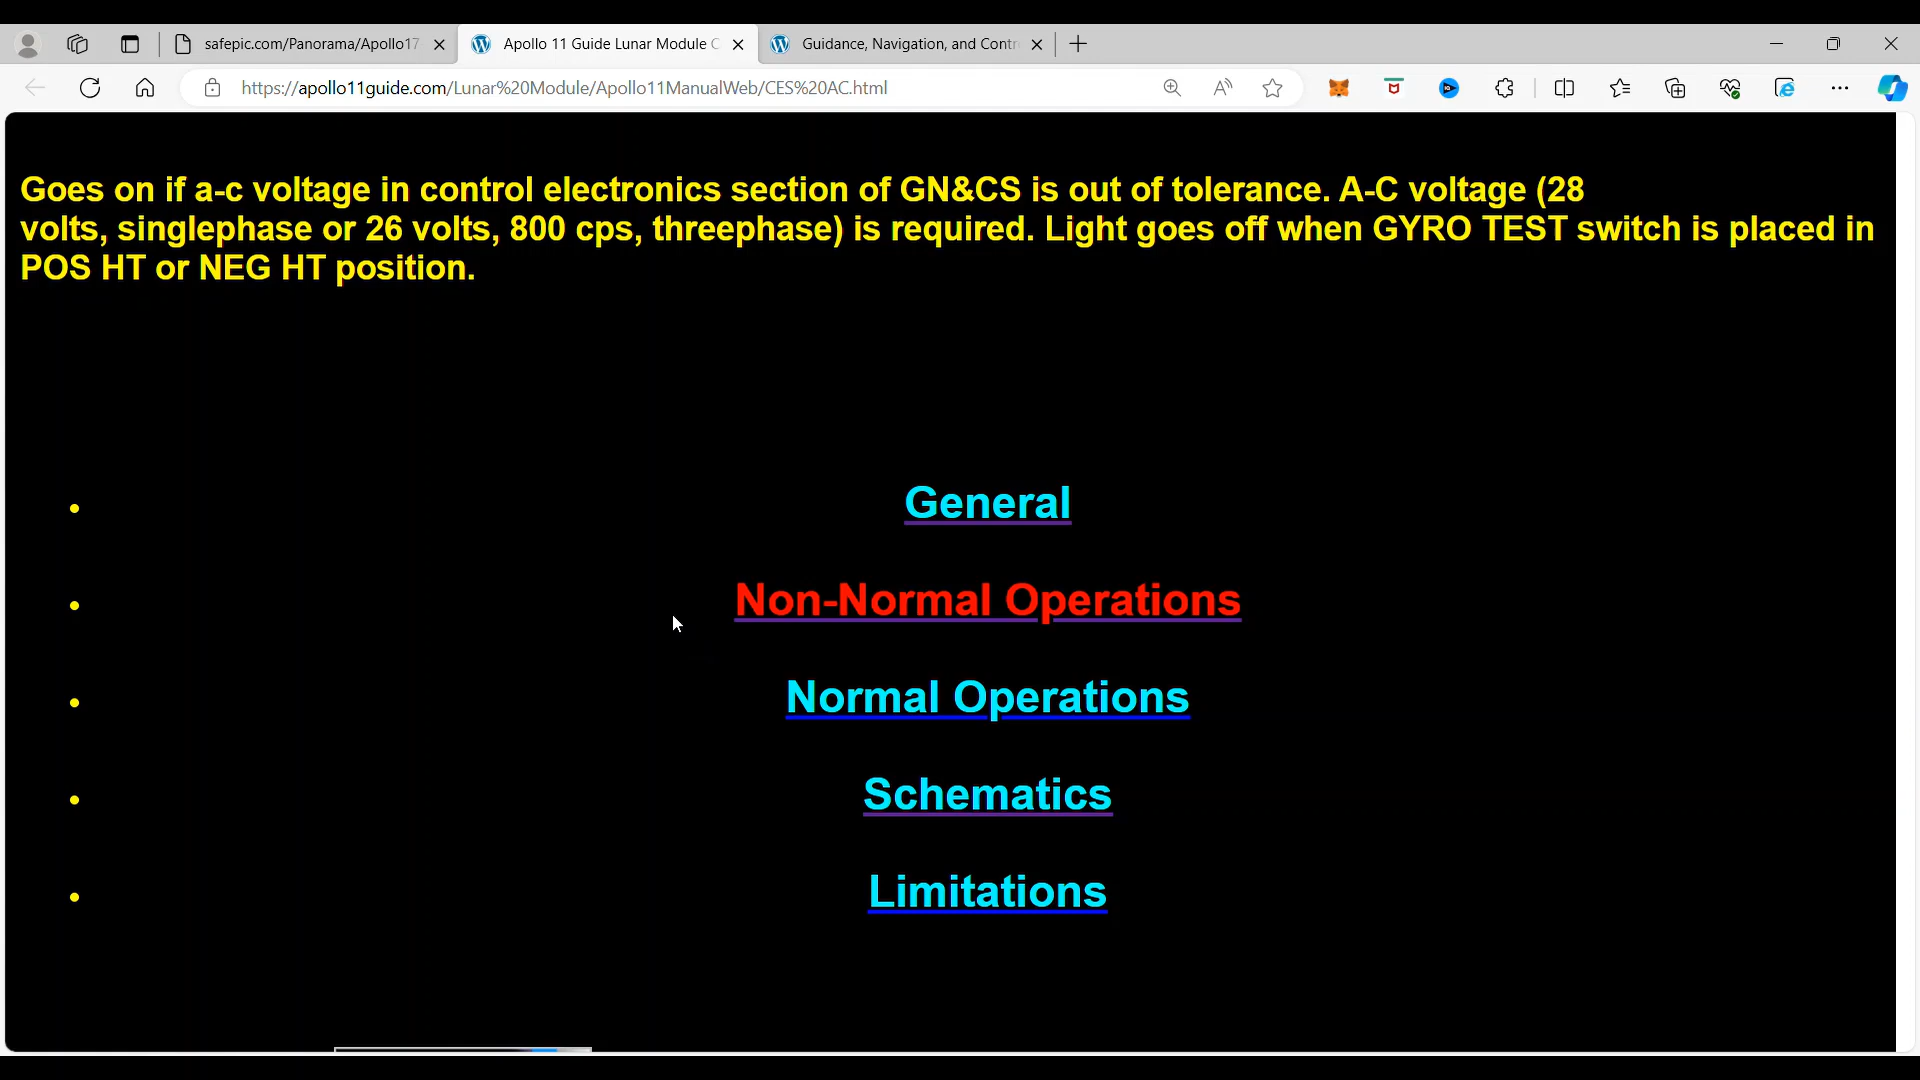 safepic.com/Panorama/Apollo17
Apollo 11 Guide Lunar Module C
Guidance, Navigation, and Contr
https://apollo11guide.com/Lunar%20Module/Apollo11ManualWeb/CES%20AC.html
Goes on if a-c voltage in control electronics section of GN&CS is out of tolerance. A-C voltage (28
volts, singlephase or 26 volts, 800 cps, threephase) is required. Light goes off when GYRO TEST switch is placed in
POS HT or NEG HT position.
General
Non-Normal Operations
Normal Operations
Schematics
Limitations